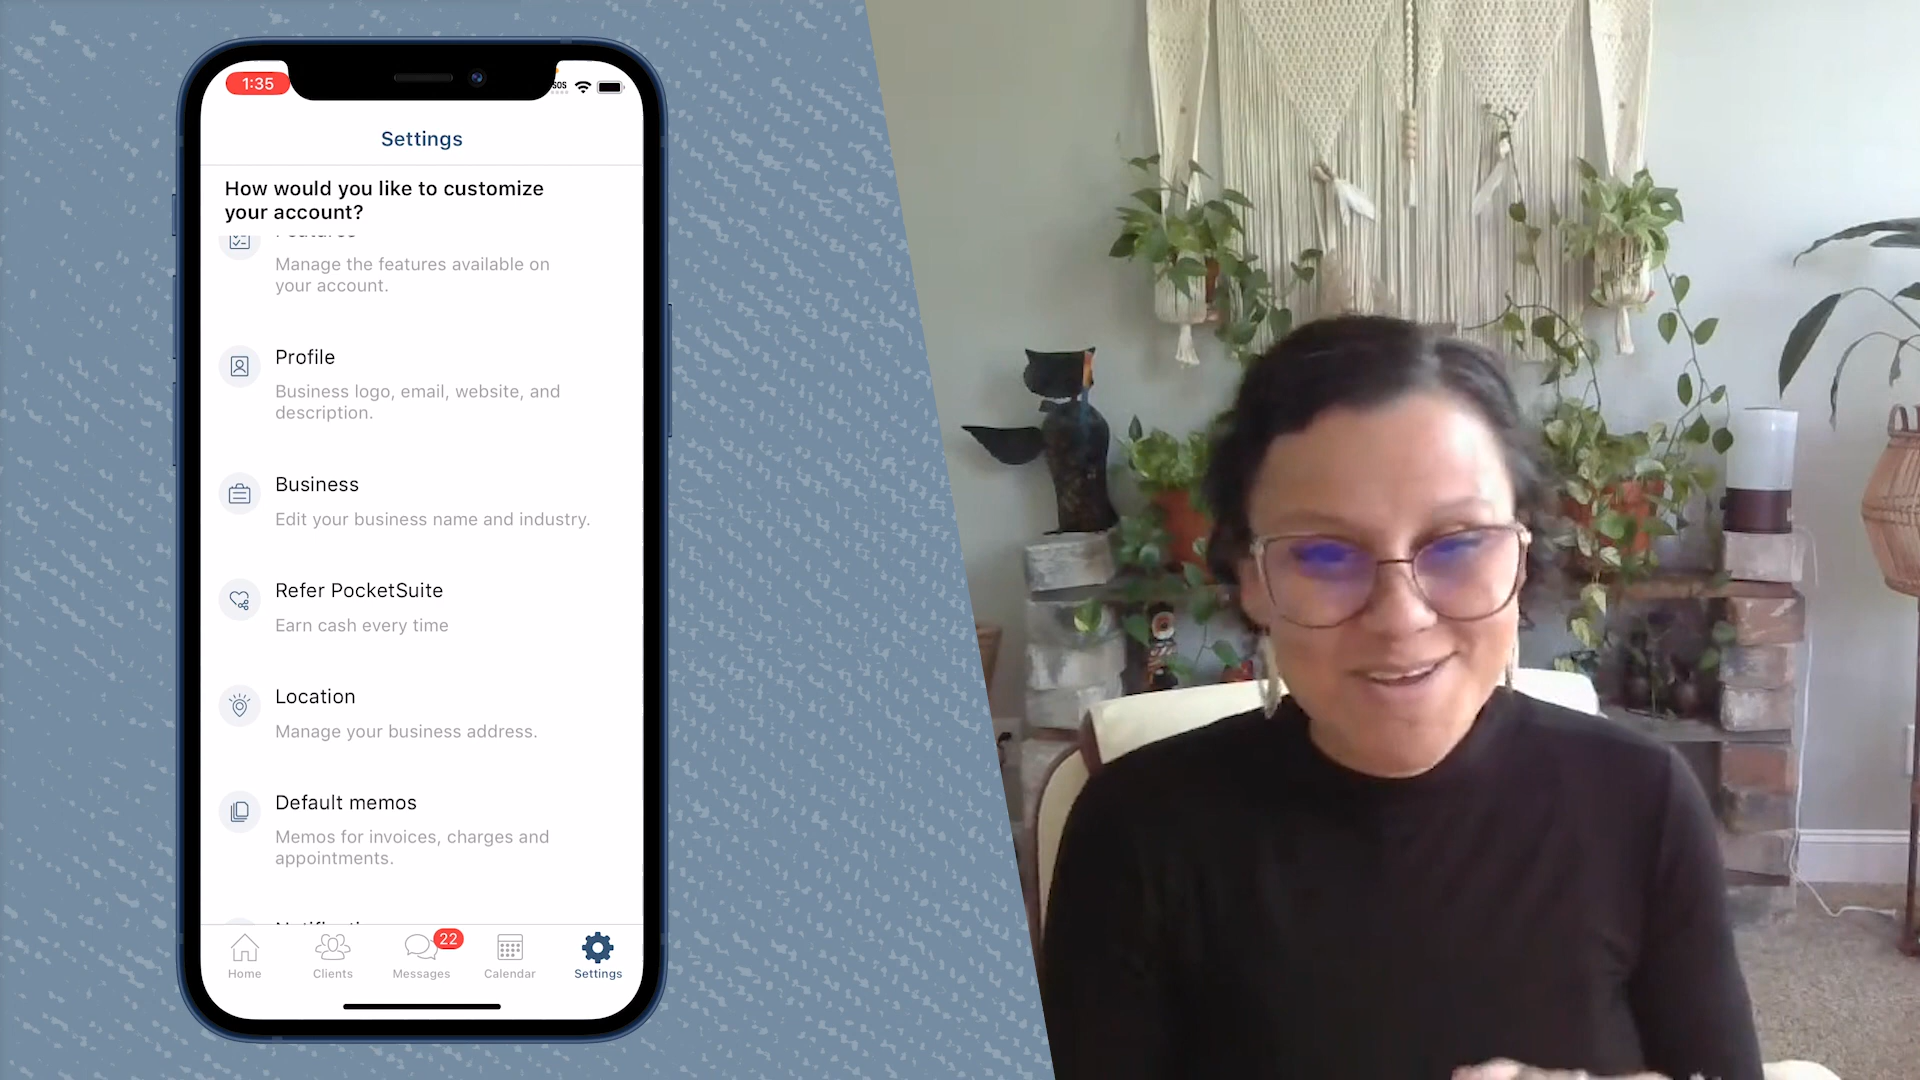 1:35
SOS
Settings
How would you like to customize
your account?
Features
Manage the features available on
your account.
Profile
Business logo, email, website, and
description.
Business
Edit your business name and industry.
Refer PocketSuite
Earn cash every time
Location
Manage your business address.
Default memos
Memos for invoices, charges and
appointments.
22
Home
Clients
Messages
Calendar
Settings